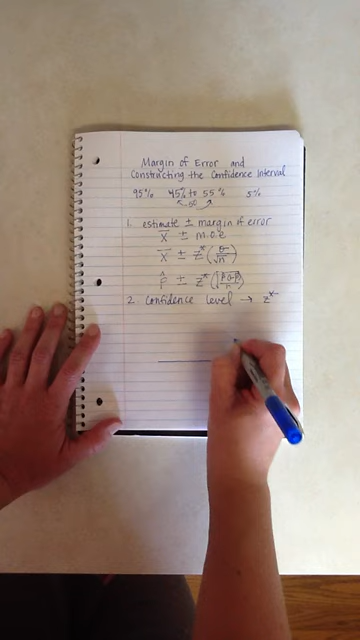 Margin of Error and
Constructing the Confidence Interval
95% 45% to 55% 5%
50
1. estimate ± margin of error
x̄ ± m.o.e
x̄ ± z*(σ/√n)
p̂ ± z*(√p̂(1-p̂)/n)
2. Confidence level → z*